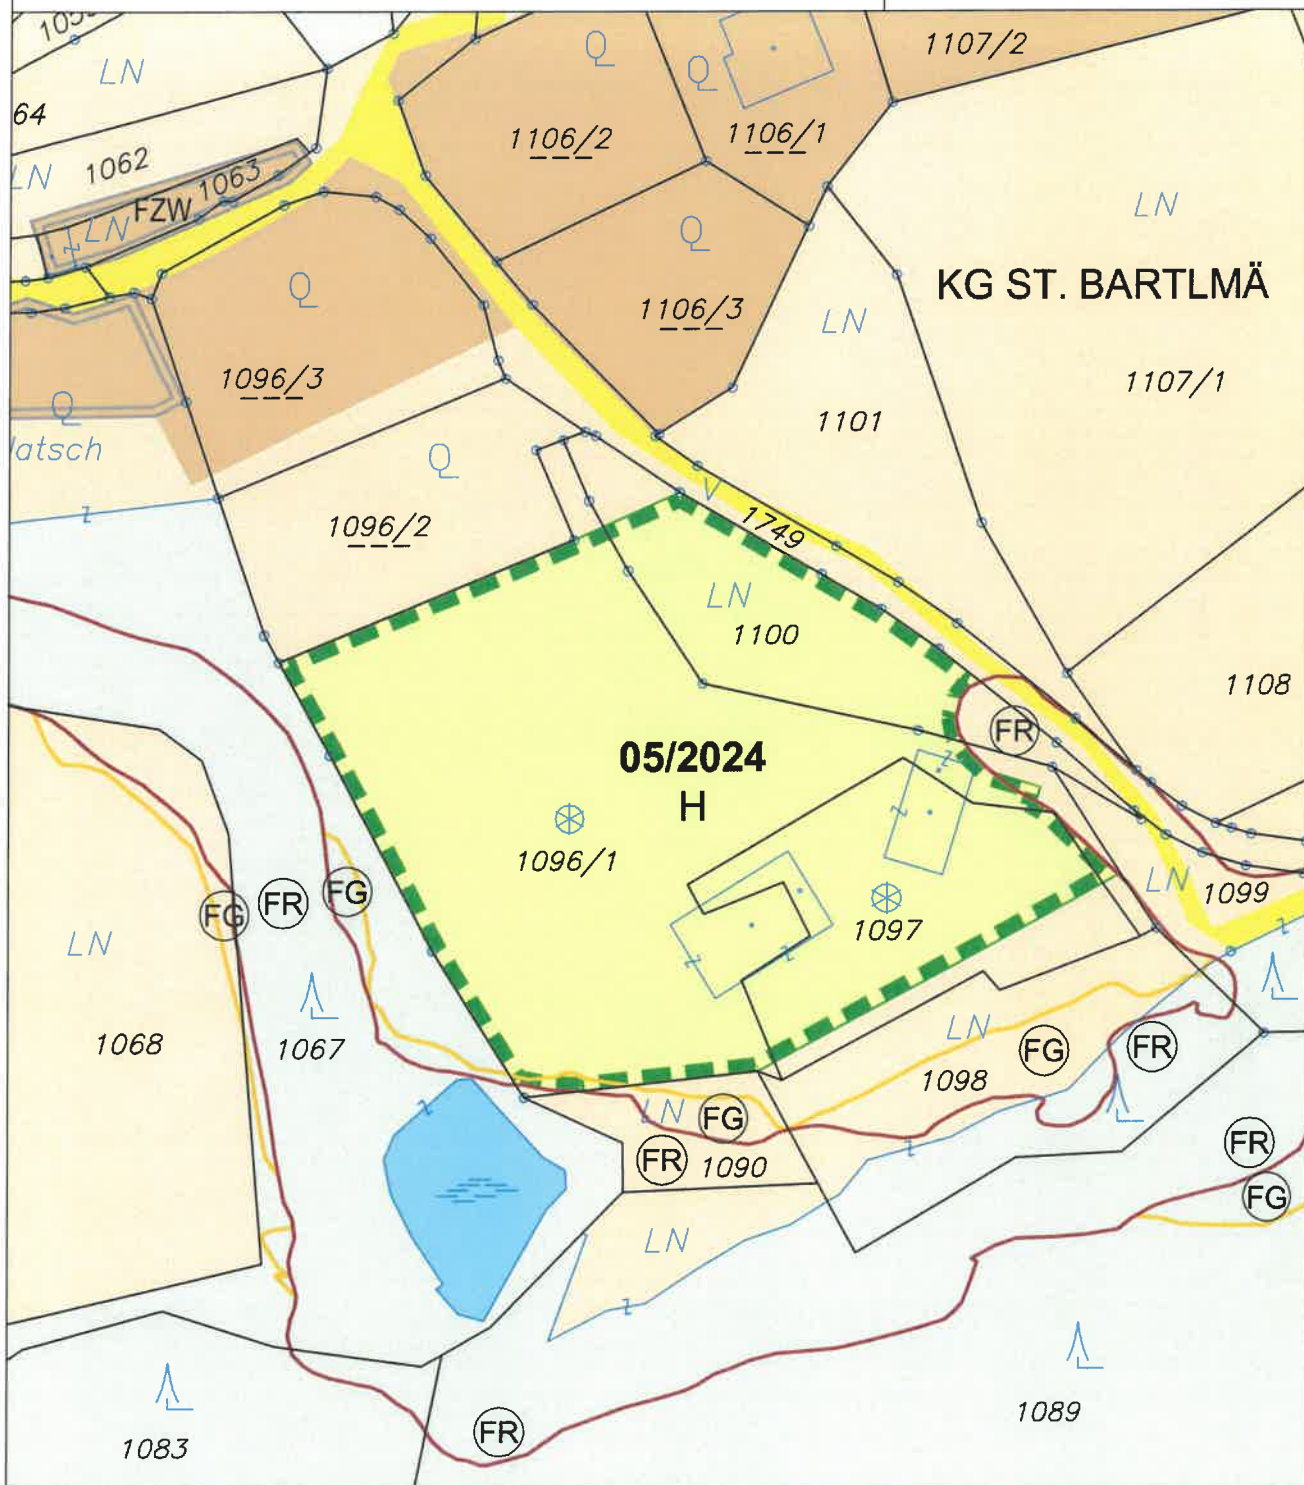 LN
1107/2
64
1106/2
1106/1
LN
1062
1063
FZW
LN
LN
KG ST. BARTLMÄ
1106/3
LN
1107/1
1096/3
1101
latsch
1096/2
V
1749
LN
1100
1108
FR
05/2024
H
1096/1
1097
LN
1099
FG
FR
FG
LN
1068
1067
LN
1098
FG
FR
LN
FG
FR
1090
FR
FG
LN
1089
FR
1083